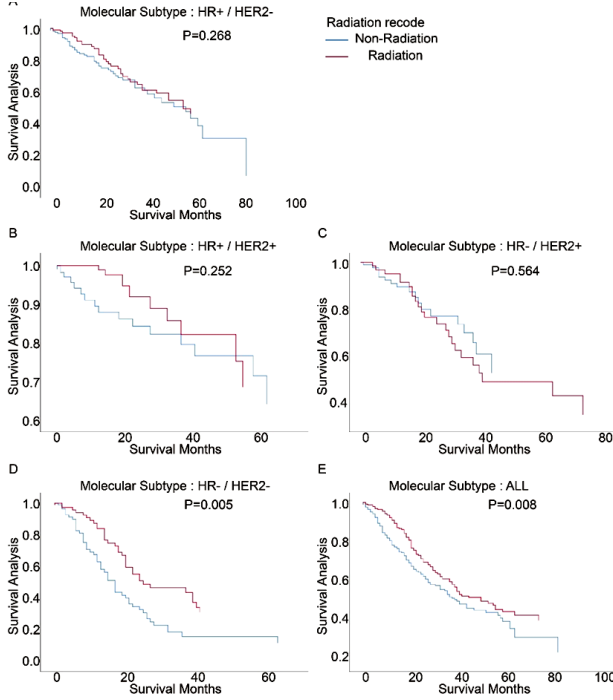 A
Molecular Subtype : HR+ / HER2-
P=0.268
Radiation recode
Non-Radiation
Radiation
Survival Analysis
1.0
0.8
0.6
0.4
0.2
0.0
0 20 40 60 80 100
Survival Months
B
Molecular Subtype : HR+ / HER2+
P=0.252
Survival Analysis
1.0
0.9
0.8
0.7
0.6
0 20 40 60
Survival Months
C
Molecular Subtype : HR- / HER2+
P=0.564
Survival Analysis
1.0
0.8
0.6
0.4
0 20 40 60 80
Survival Months
D
Molecular Subtype : HR- / HER2-
P=0.005
Survival Analysis
1.0
0.8
0.6
0.4
0.2
0.0
0 20 40 60
Survival Months
E
Molecular Subtype : ALL
P=0.008
Survival Analysis
1.0
0.8
0.6
0.4
0.2
0 20 40 60 80 100
Survival Months